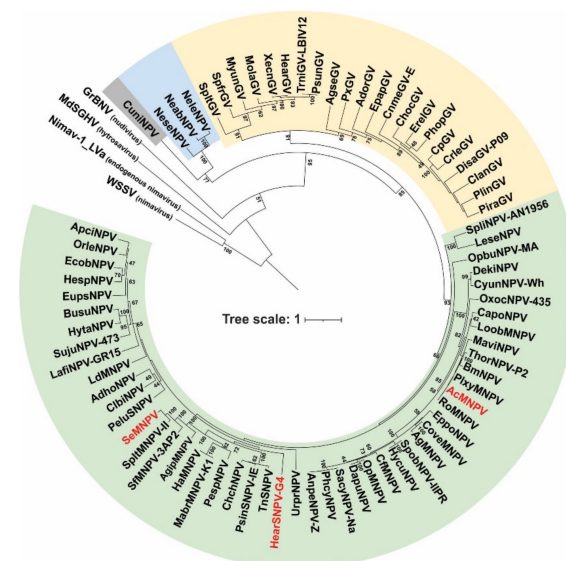 GrBNV (nudivirus)
MdSGHV (hytrosavirus)
Nimav-1_LVa (endogenous nimavirus)
WSSV (nimavirus)
CuniNPV
NeseNPV
NeabNPV
NeleNPV
SpltGV
SpfrGV
MyunGV
MolaGV
XecnGV
HearGV
TrniGV-LBIV12
PsunGV
AgseGV
PxGV
AdorGV
EpapGV
CnmeGV-E
ChocGV
ErelGV
PhopGV
CpGV
CrleGV
DisaGV-P09
ClanGV
PlinGV
PiraGV
SpliNPV-AN1956
LeseNPV
OpbuNPV-MA
DekiNPV
CyunNPV-Wh
OxocNPV-435
CapoNPV
LoobMNPV
MaviNPV
ThorNPV-P2
BmNPV
PlxyMNPV
AcMNPV
RoMNPV
EppoNPV
CoveMNPV
AgMNPV
SpobNPV-IIPR
HycuNPV
CfMNPV
OpMNPV
DapuNPV
SacyNPV-Na
PhcyNPV
AnpeNPV-Z
UrprNPV
HearSNPV-G4
TnSNPV
PsinSNPV-IE
ChchNPV
PespNPV
MabrMNPV-K1
HaMNPV
AgipMNPV
SfMNPV-3AP2
SpltMNPV-II
SeMNPV
PeluSNPV
CibiNPV
AdhoNPV
LdMNPV
LafiNPV-GR15
SujuNPV-473
HytaNPV
BusuNPV
EupsNPV
HespNPV
EcobNPV
OrleNPV
ApciNPV
Tree scale: 1